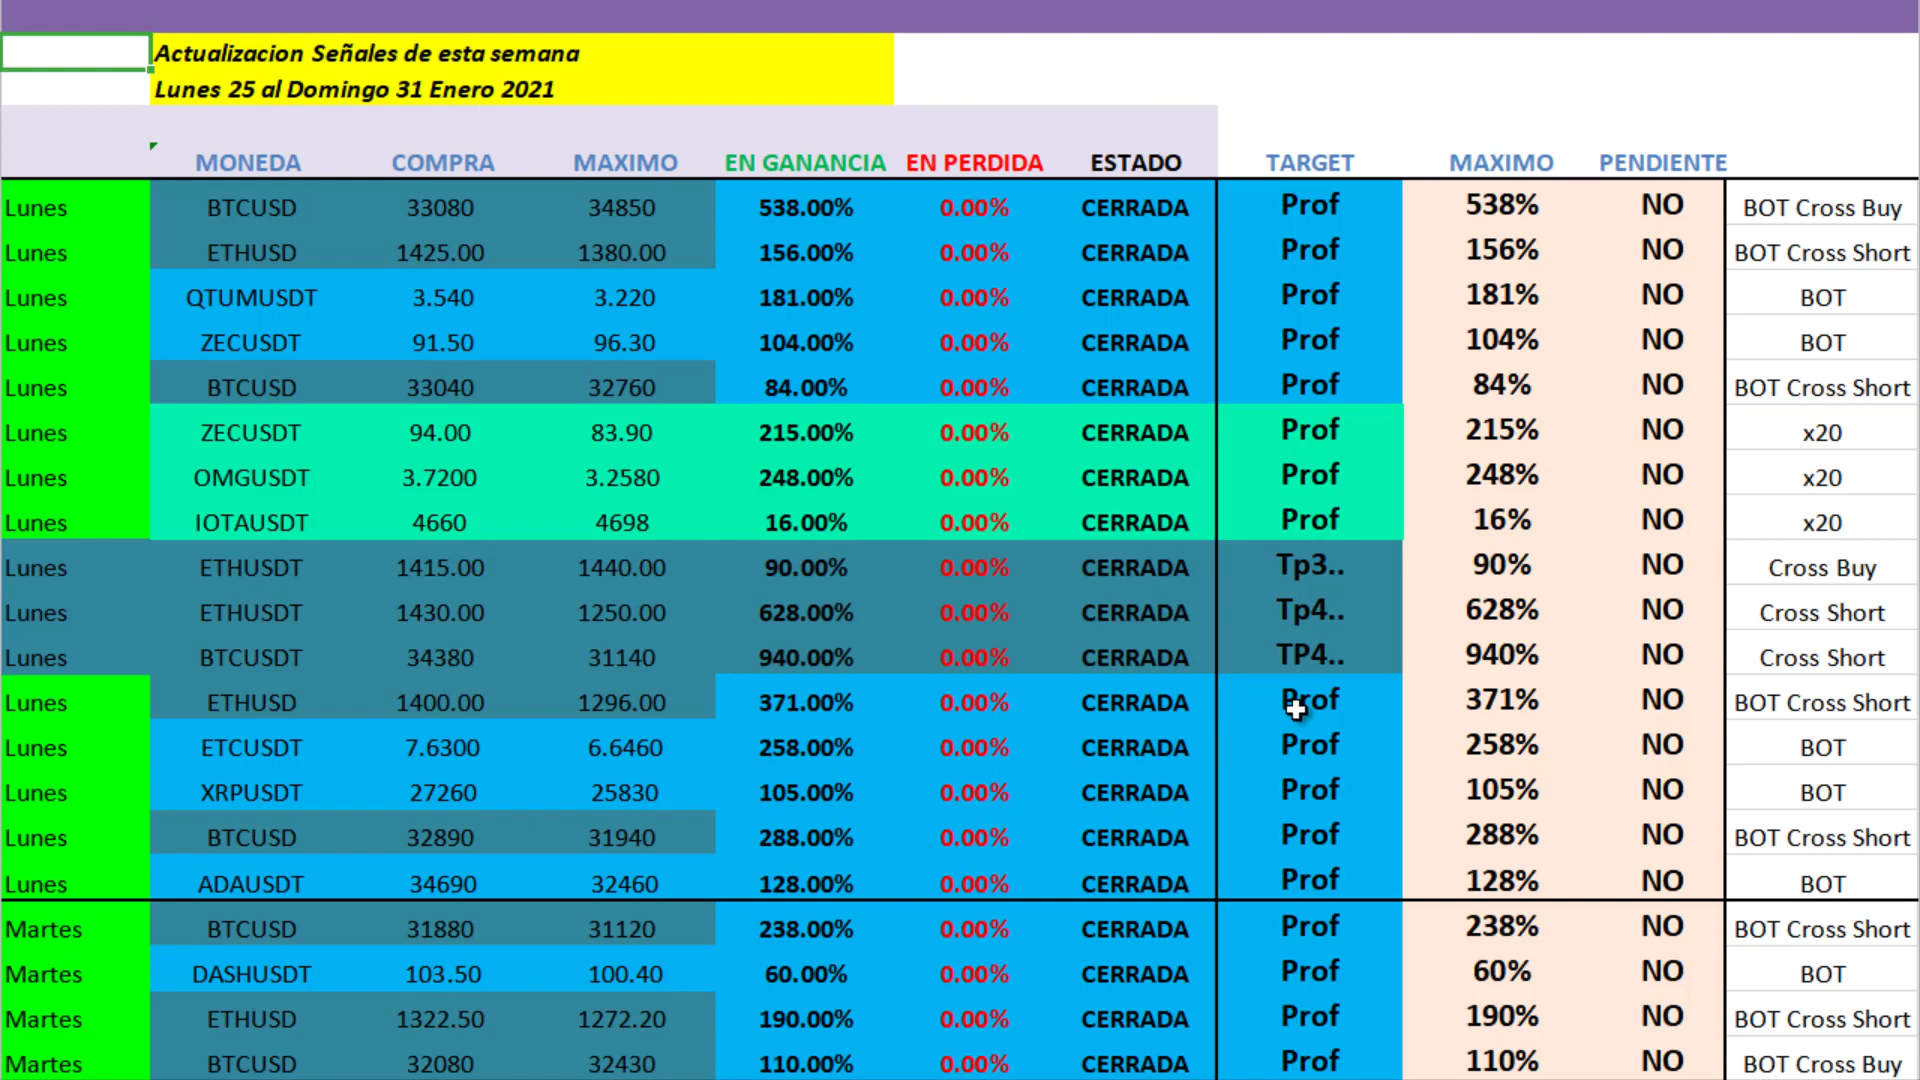 Actualizacion Señales de esta semana
Lunes 25 al Domingo 31 Enero 2021
MONEDA COMPRA MAXIMO EN GANANCIA EN PERDIDA ESTADO TARGET MAXIMO PENDIENTE
Lunes BTCUSD 33080 34850 538.00% 0.00% CERRADA Prof 538% NO BOT Cross Buy
Lunes ETHUSD 1425.00 1380.00 156.00% 0.00% CERRADA Prof 156% NO BOT Cross Short
Lunes QTUMUSDT 3.540 3.220 181.00% 0.00% CERRADA Prof 181% NO BOT
Lunes ZECUSDT 91.50 96.30 104.00% 0.00% CERRADA Prof 104% NO BOT
Lunes BTCUSD 33040 32760 84.00% 0.00% CERRADA Prof 84% NO BOT Cross Short
Lunes ZECUSDT 94.00 83.90 215.00% 0.00% CERRADA Prof 215% NO x20
Lunes OMGUSDT 3.7200 3.2580 248.00% 0.00% CERRADA Prof 248% NO x20
Lunes IOTAUSDT 4660 4698 16.00% 0.00% CERRADA Prof 16% NO x20
Lunes ETHUSDT 1415.00 1440.00 90.00% 0.00% CERRADA Tp3.. 90% NO Cross Buy
Lunes ETHUSDT 1430.00 1250.00 628.00% 0.00% CERRADA Tp4.. 628% NO Cross Short
Lunes BTCUSDT 34380 31140 940.00% 0.00% CERRADA TP4.. 940% NO Cross Short
Lunes ETHUSD 1400.00 1296.00 371.00% 0.00% CERRADA Prof 371% NO BOT Cross Short
Lunes ETCUSDT 7.6300 6.6460 258.00% 0.00% CERRADA Prof 258% NO BOT
Lunes XRPUSDT 27260 25830 105.00% 0.00% CERRADA Prof 105% NO BOT
Lunes BTCUSD 32890 31940 288.00% 0.00% CERRADA Prof 288% NO BOT Cross Short
Lunes ADAUSDT 34690 32460 128.00% 0.00% CERRADA Prof 128% NO BOT
Martes BTCUSD 31880 31120 238.00% 0.00% CERRADA Prof 238% NO BOT Cross Short
Martes DASHUSDT 103.50 100.40 60.00% 0.00% CERRADA Prof 60% NO BOT
Martes ETHUSD 1322.50 1272.20 190.00% 0.00% CERRADA Prof 190% NO BOT Cross Short
Martes BTCUSD 32080 32430 110.00% 0.00% CERRADA Prof 110% NO BOT Cross Buy